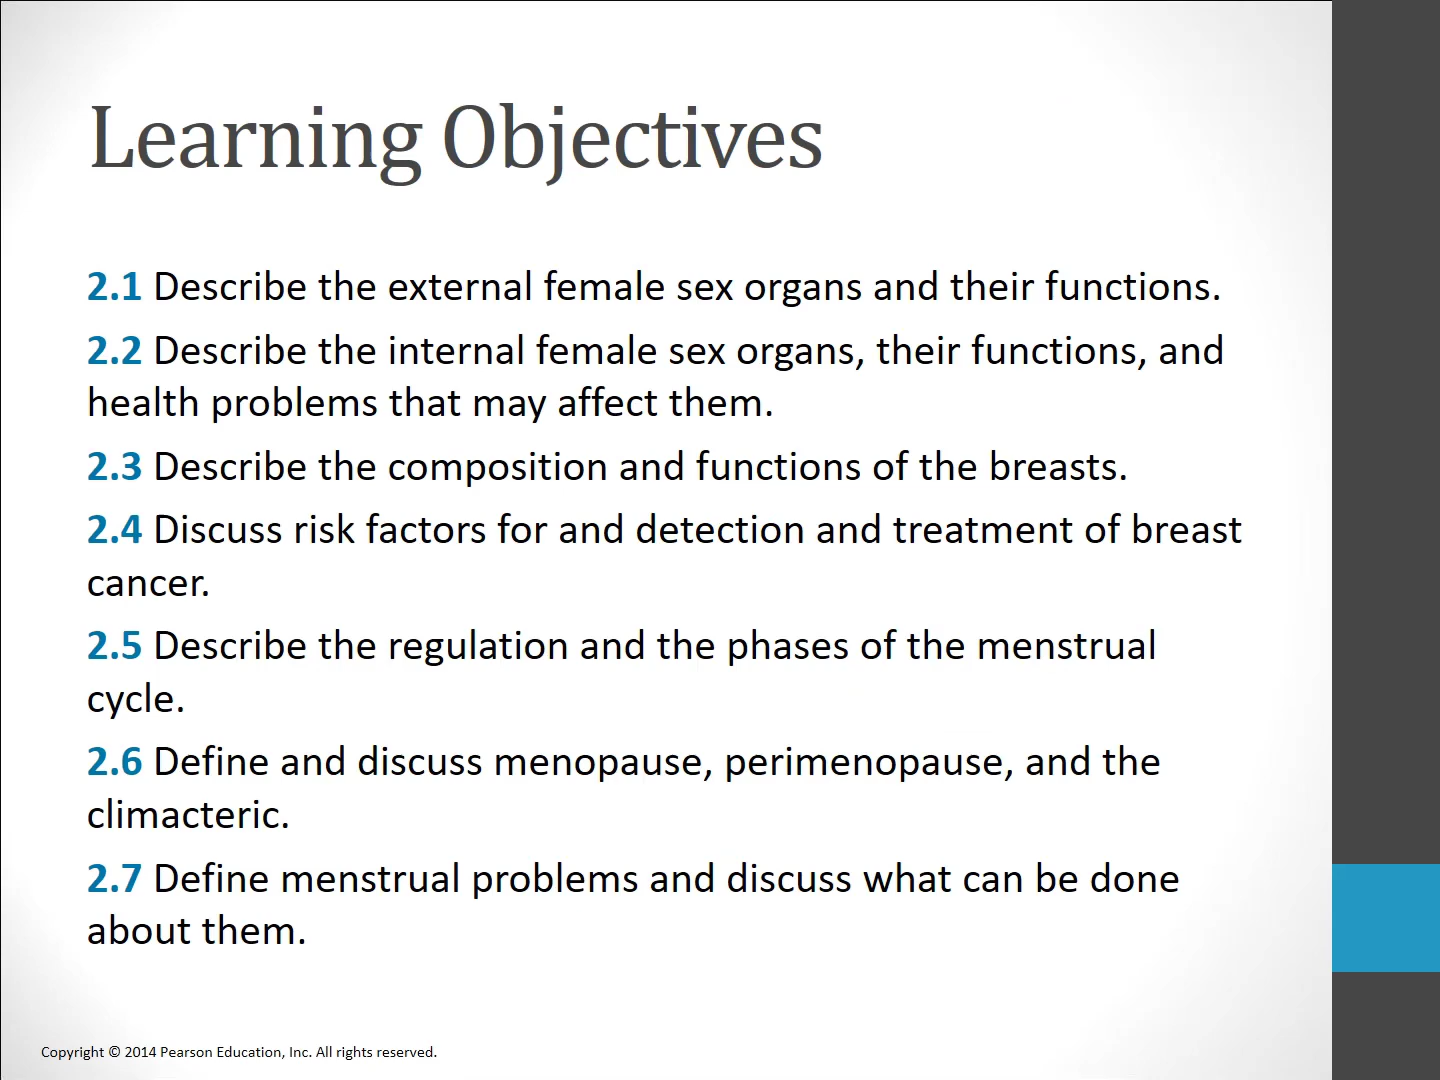 Learning Objectives
2.1 Describe the external female sex organs and their functions.
2.2 Describe the internal female sex organs, their functions, and
health problems that may affect them.
2.3 Describe the composition and functions of the breasts.
2.4 Discuss risk factors for and detection and treatment of breast
cancer.
2.5 Describe the regulation and the phases of the menstrual
cycle.
2.6 Define and discuss menopause, perimenopause, and the
climacteric.
2.7 Define menstrual problems and discuss what can be done
about them.
Copyright © 2014 Pearson Education, Inc. All rights reserved.